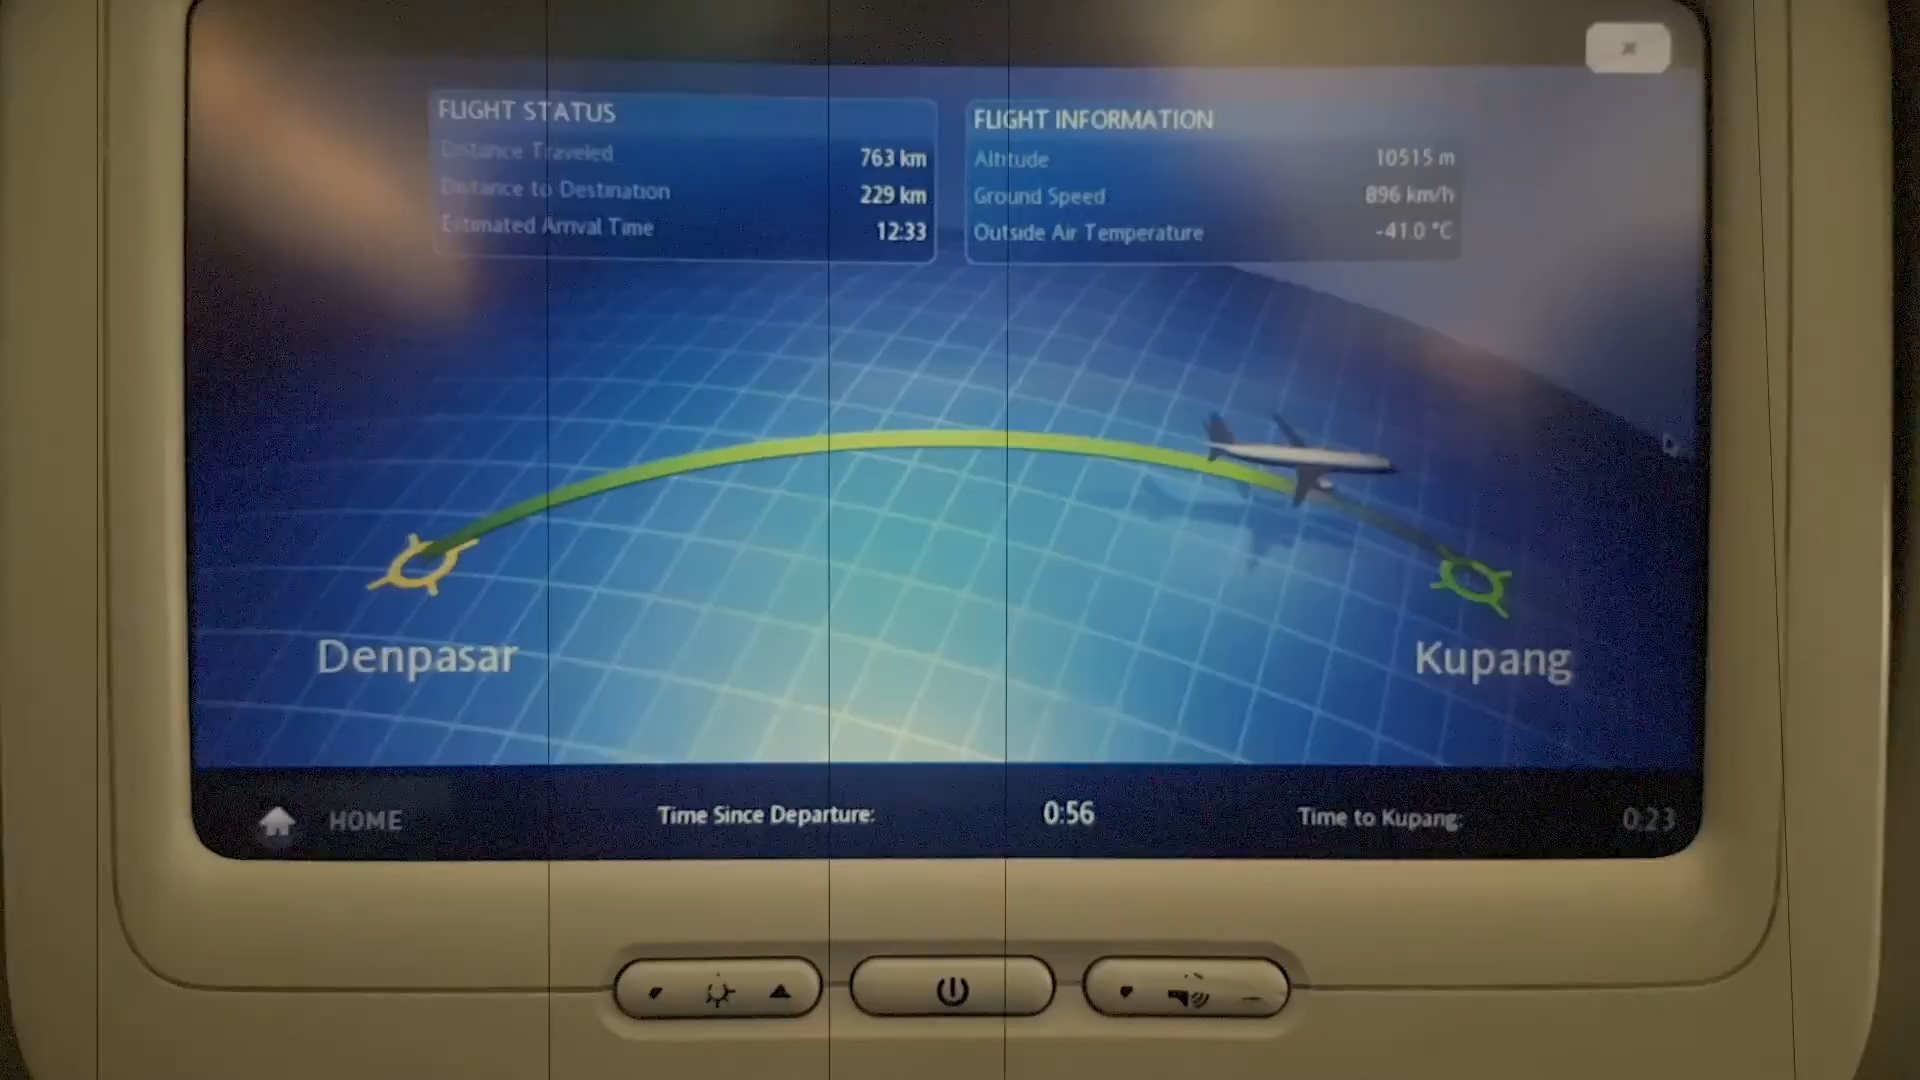 FLIGHT STATUS
Distance Traveled 763 km
Distance to Destination 229 km
Estimated Arrival Time 12:33
FLIGHT INFORMATION
Altitude 10515 m
Ground Speed 896 km/h
Outside Air Temperature -41.0 °C
Denpasar
Kupang
HOME
Time Since Departure: 0:56
Time to Kupang: 0:23